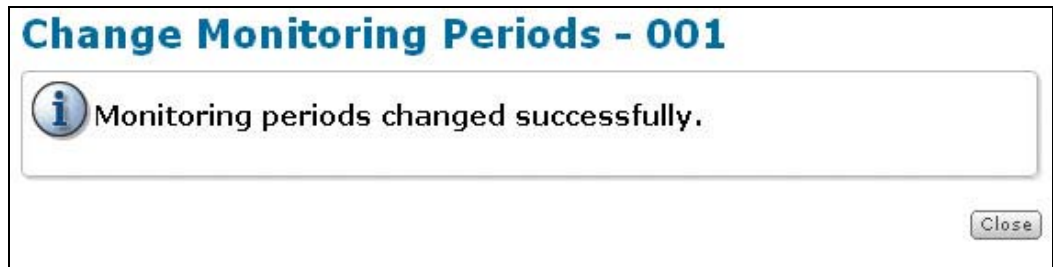 Change Monitoring Periods - 001
Monitoring periods changed successfully.
Close